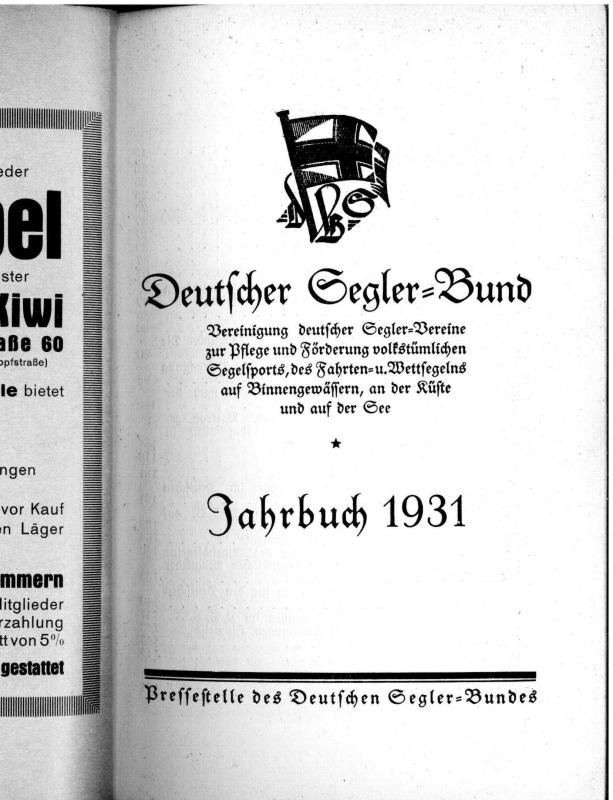 eder
bel
ster
Kiwi
aße 60
opfstraße)
le bietet
ngen
vor Kauf
en Läger
mmern
Mitglieder
rzahlung
tt von 5%
gestattet
DSB
Deutscher Segler-Bund
Vereinigung deutscher Segler-Vereine
zur Pflege und Förderung volkstümlichen
Segelsports, des Fahrten- u. Wettsegelns
auf Binnengewässern, an der Küste
und auf der See
★
Jahrbuch 1931
Pressestelle des Deutschen Segler-Bundes